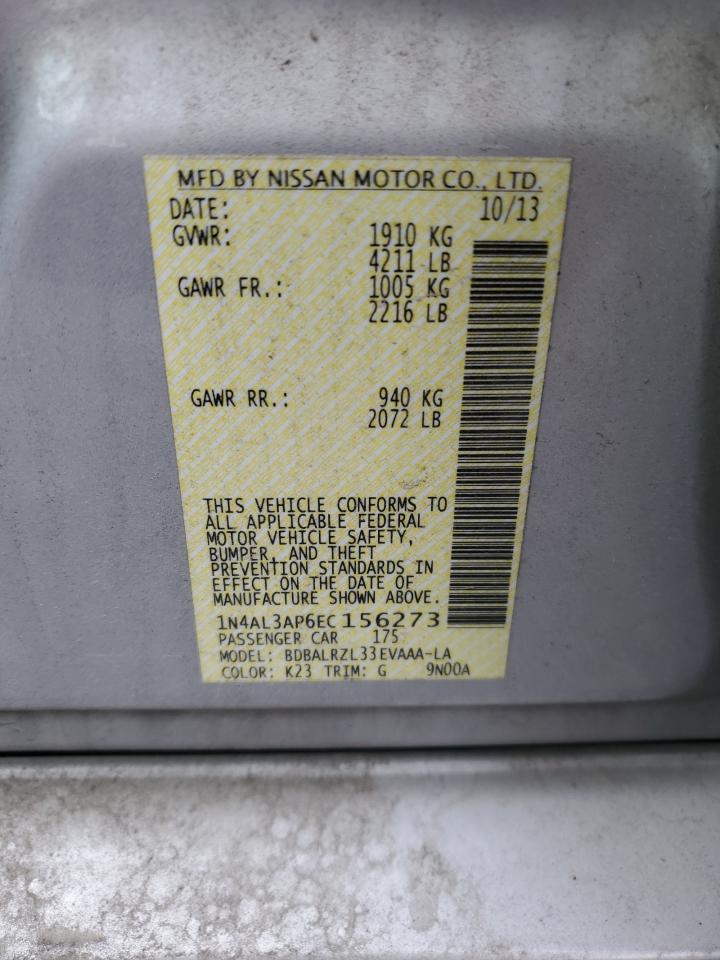 MFD BY NISSAN MOTOR CO., LTD.
DATE: 10/13
GVWR: 1910 KG
4211 LB
GAWR FR.: 1005 KG
2216 LB
GAWR RR.: 940 KG
2072 LB
THIS VEHICLE CONFORMS TO
ALL APPLICABLE FEDERAL
MOTOR VEHICLE SAFETY,
BUMPER, AND THEFT
PREVENTION STANDARDS IN
EFFECT ON THE DATE OF
MANUFACTURE SHOWN ABOVE.
1N4AL3AP6EC156273
PASSENGER CAR 175
MODEL: BDBALRZL33EVAAA-LA
COLOR: K23 TRIM: G 9N00A